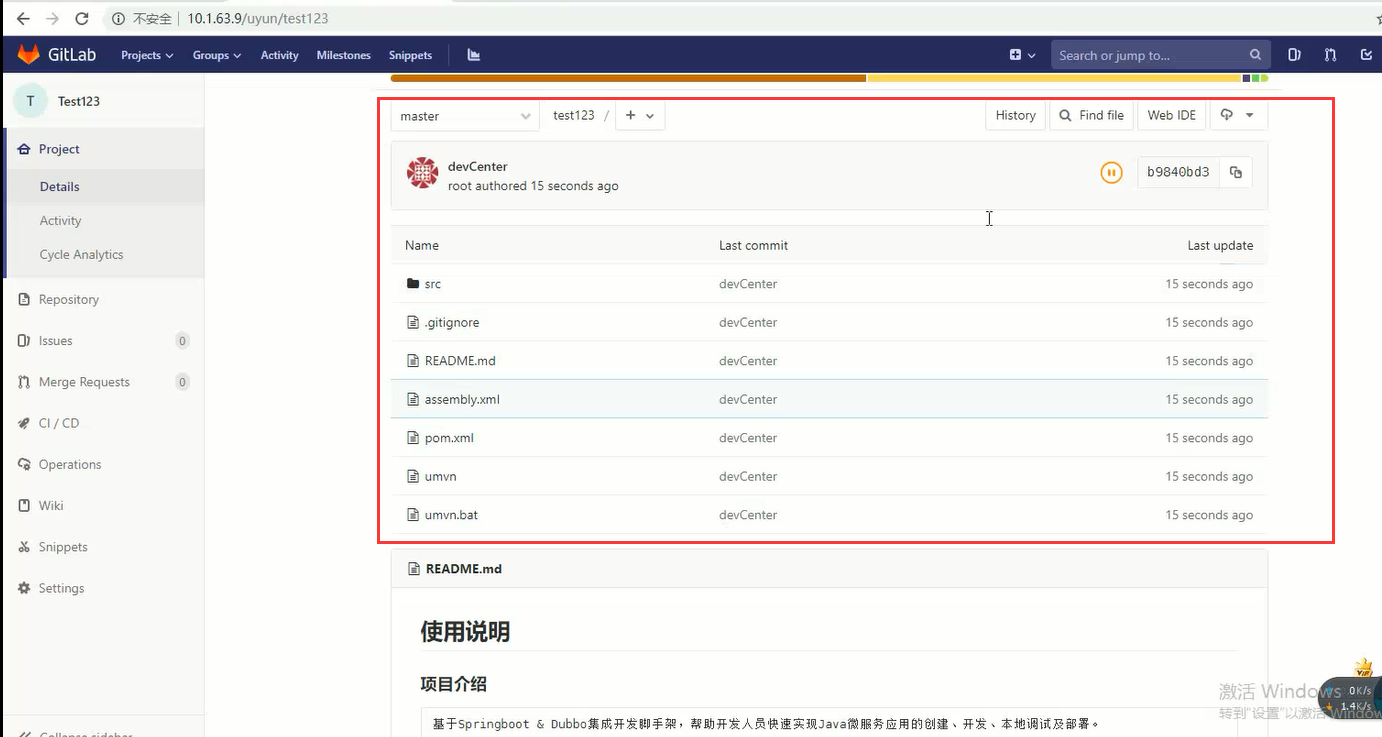 不安全 10.1.63.9/uyun/test123
GitLab Projects Groups Activity Milestones Snippets Search or jump to...
T Test123
Project
Details
Activity
Cycle Analytics
Repository
Issues 0
Merge Requests 0
CI / CD
Operations
Wiki
Snippets
Settings
Collapse sidebar
master test123 / + History Find file Web IDE
devCenter
root authored 15 seconds ago
b9840bd3
Name Last commit Last update
src devCenter 15 seconds ago
.gitignore devCenter 15 seconds ago
README.md devCenter 15 seconds ago
assembly.xml devCenter 15 seconds ago
pom.xml devCenter 15 seconds ago
umvn devCenter 15 seconds ago
umvn.bat devCenter 15 seconds ago
README.md
使用说明
项目介绍
基于Springboot & Dubbo集成开发脚手架，帮助开发人员快速实现Java微服务应用的创建、开发、本地调试及部署。
激活 Windows
转到"设置"以激活 Windows
VIP
0K/s
1.4K/s